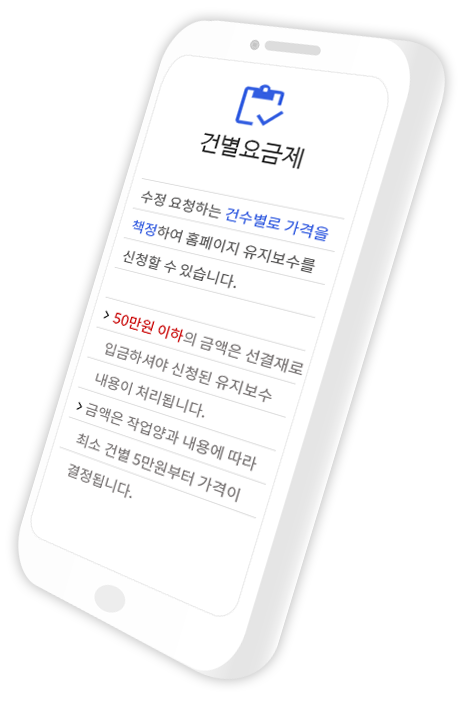 건별요금제
수정 요청하는 건수별로 가격을
책정하여 홈페이지 유지보수를
신청할 수 있습니다.
› 50만원 이하의 금액은 선결재로
입금하셔야 신청된 유지보수
내용이 처리됩니다.
› 금액은 작업양과 내용에 따라
최소 건별 5만원부터 가격이
결정됩니다.